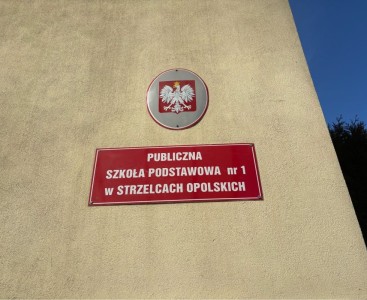 PUBLICZNA
SZKOŁA PODSTAWOWA nr 1
w STRZELCACH OPOLSKICH